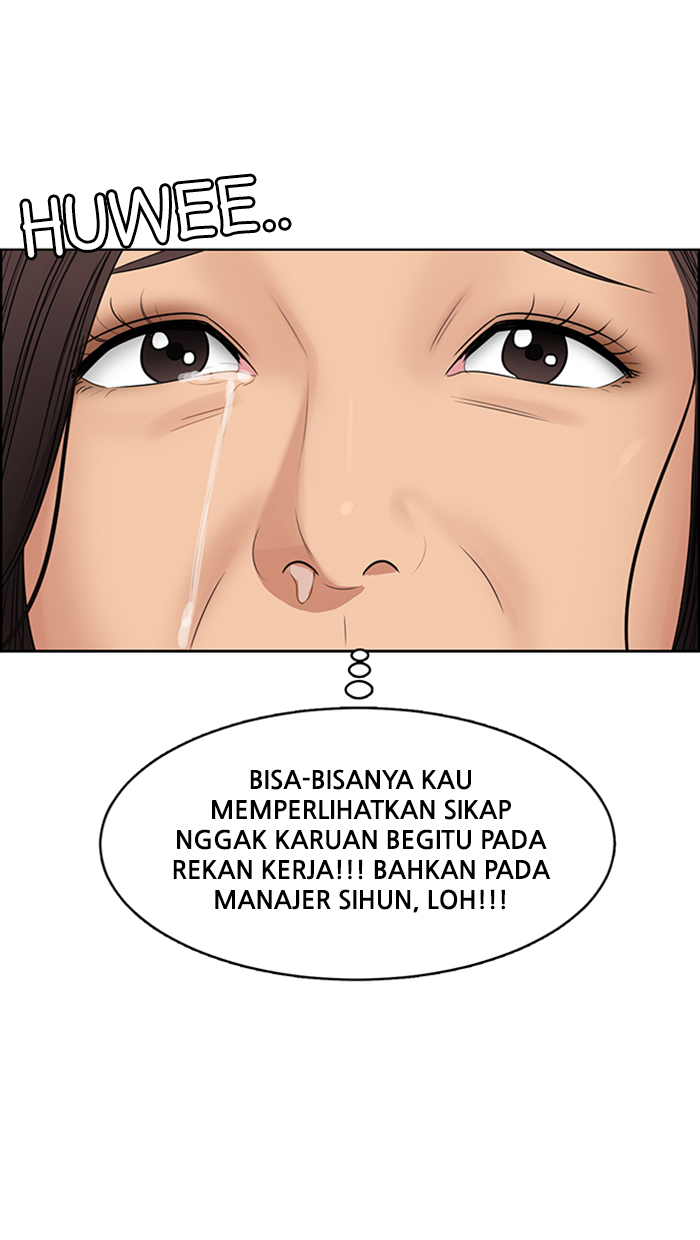 HUWEE..
BISA-BISANYA KAU
MEMPERLIHATKAN SIKAP
NGGAK KARUAN BEGITU PADA
REKAN KERJA!!! BAHKAN PADA
MANAJER SIHUN, LOH!!!